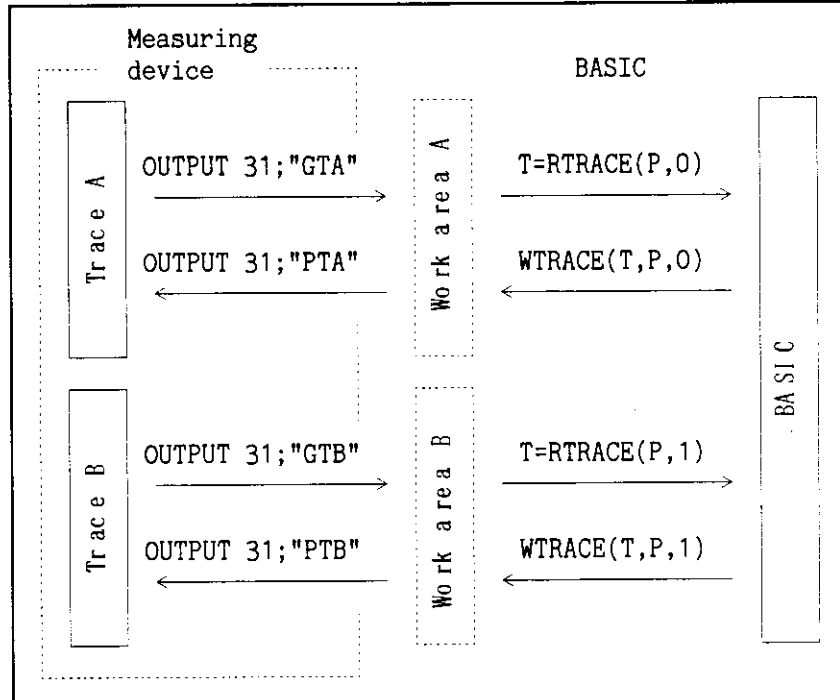 Measuring
device
BASIC
Trace A
OUTPUT 31;"GTA"
OUTPUT 31;"PTA"
Work area A
T=RTRACE(P,0)
WTRACE(T,P,0)
BASIC
Trace B
OUTPUT 31;"GTB"
OUTPUT 31;"PTB"
Work area B
T=RTRACE(P,1)
WTRACE(T,P,1)